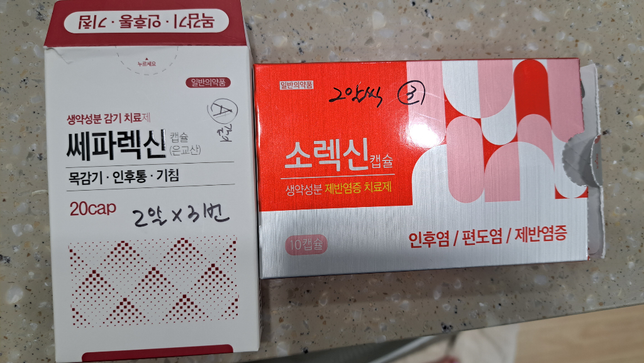 목감기·인후통·기침
일반의약품
생약성분 감기 치료제
A
쎄파렉신 캡슐
(은교산)
목감기·인후통·기침
20cap
2알×3번
일반의약품
2알씩 ③
소렉신캡슐
생약성분 제반염증 치료제
10캡슐
인후염/편도염/제반염증